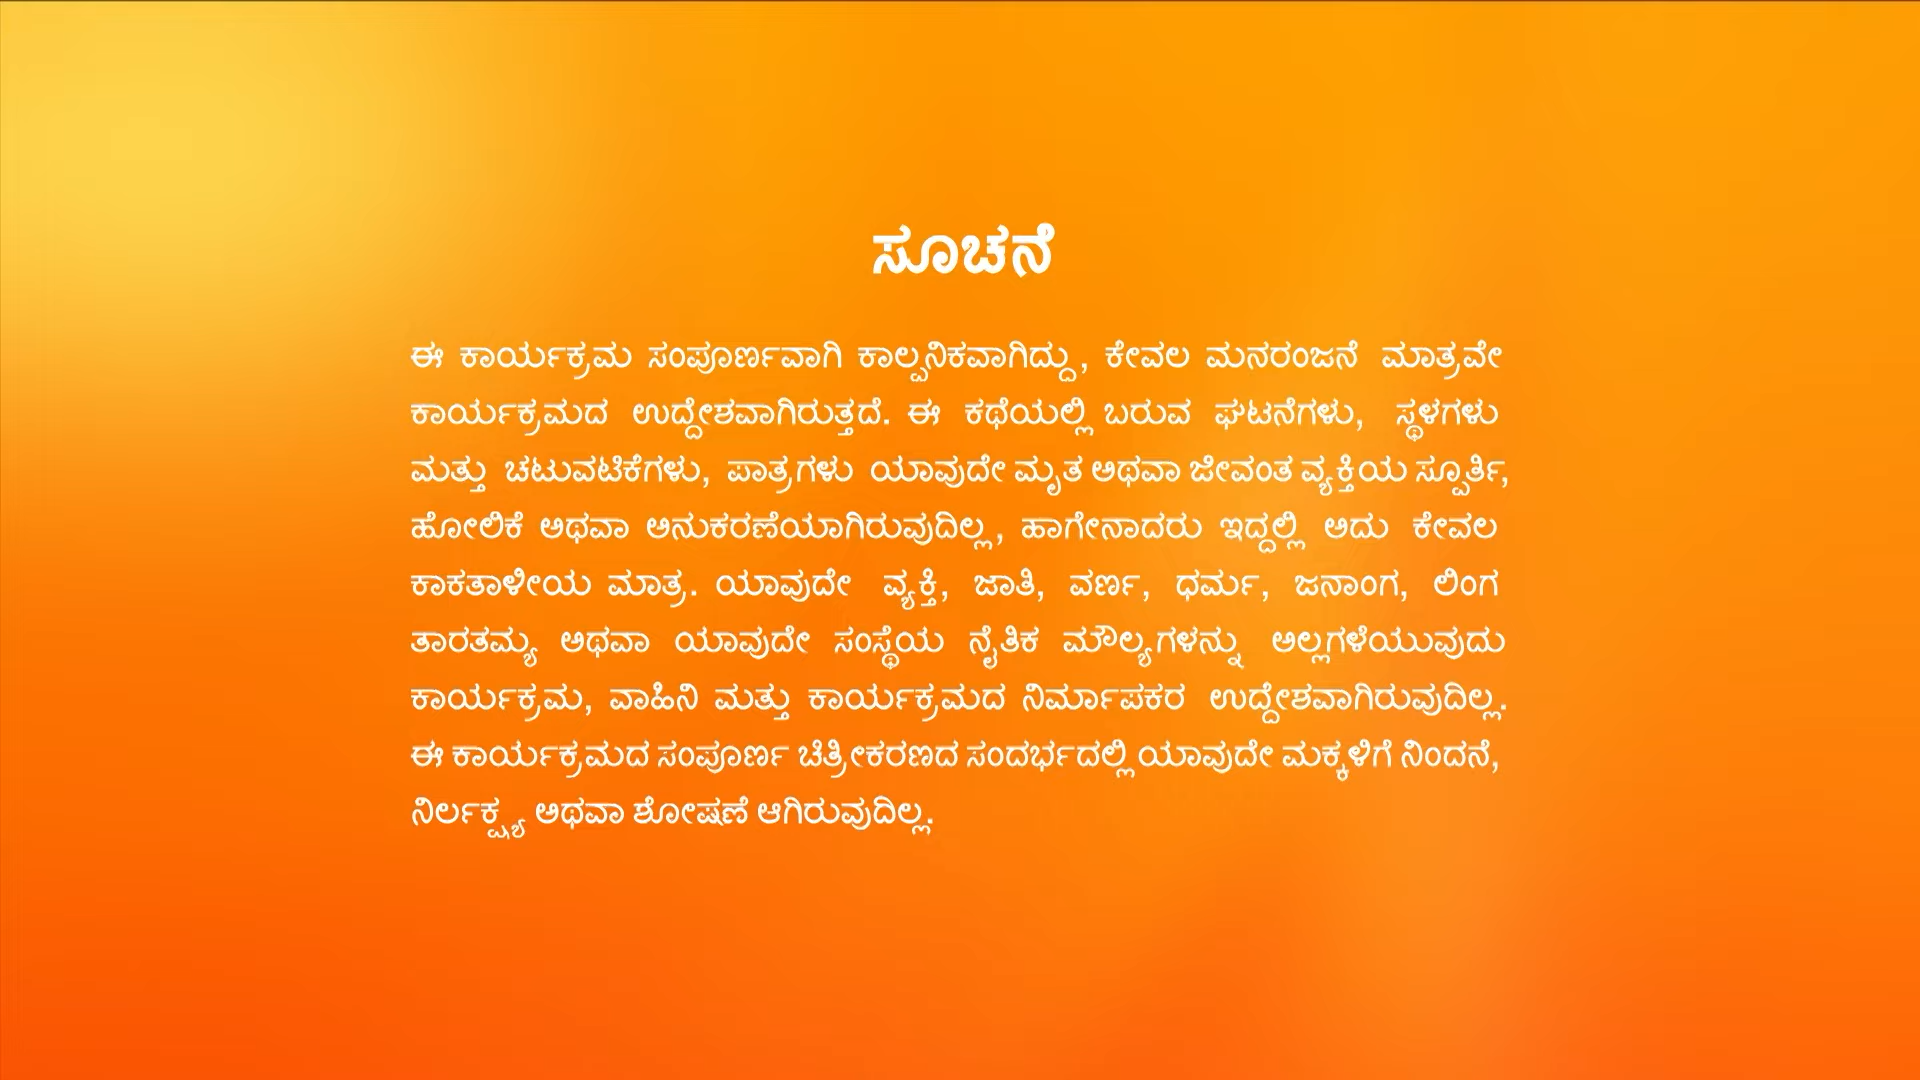 ಸೂಚನೆ
ಈ ಕಾರ್ಯಕ್ರಮ ಸಂಪೂರ್ಣವಾಗಿ ಕಾಲ್ಪನಿಕವಾಗಿದ್ದು, ಕೇವಲ ಮನರಂಜನೆ ಮಾತ್ರವೇ
ಕಾರ್ಯಕ್ರಮದ ಉದ್ದೇಶವಾಗಿರುತ್ತದೆ. ಈ ಕಥೆಯಲ್ಲಿ ಬರುವ ಘಟನೆಗಳು, ಸ್ಥಳಗಳು
ಮತ್ತು ಚಟುವಟಿಕೆಗಳು, ಪಾತ್ರಗಳು ಯಾವುದೇ ಮೃತ ಅಥವಾ ಜೀವಂತ ವ್ಯಕ್ತಿಯ ಸ್ಪೂರ್ತಿ,
ಹೋಲಿಕೆ ಅಥವಾ ಅನುಕರಣೆಯಾಗಿರುವುದಿಲ್ಲ, ಹಾಗೇನಾದರು ಇದ್ದಲ್ಲಿ ಅದು ಕೇವಲ
ಕಾಕತಾಳೀಯ ಮಾತ್ರ. ಯಾವುದೇ ವ್ಯಕ್ತಿ, ಜಾತಿ, ವರ್ಣ, ಧರ್ಮ, ಜನಾಂಗ, ಲಿಂಗ
ತಾರತಮ್ಯ ಅಥವಾ ಯಾವುದೇ ಸಂಸ್ಥೆಯ ನೈತಿಕ ಮೌಲ್ಯಗಳನ್ನು ಅಲ್ಲಗಳೆಯುವುದು
ಕಾರ್ಯಕ್ರಮ, ವಾಹಿನಿ ಮತ್ತು ಕಾರ್ಯಕ್ರಮದ ನಿರ್ಮಾಪಕರ ಉದ್ದೇಶವಾಗಿರುವುದಿಲ್ಲ.
ಈ ಕಾರ್ಯಕ್ರಮದ ಸಂಪೂರ್ಣ ಚಿತ್ರೀಕರಣದ ಸಂದರ್ಭದಲ್ಲಿ ಯಾವುದೇ ಮಕ್ಕಳಿಗೆ ನಿಂದನೆ,
ನಿರ್ಲಕ್ಷ್ಯ ಅಥವಾ ಶೋಷಣೆ ಆಗಿರುವುದಿಲ್ಲ.